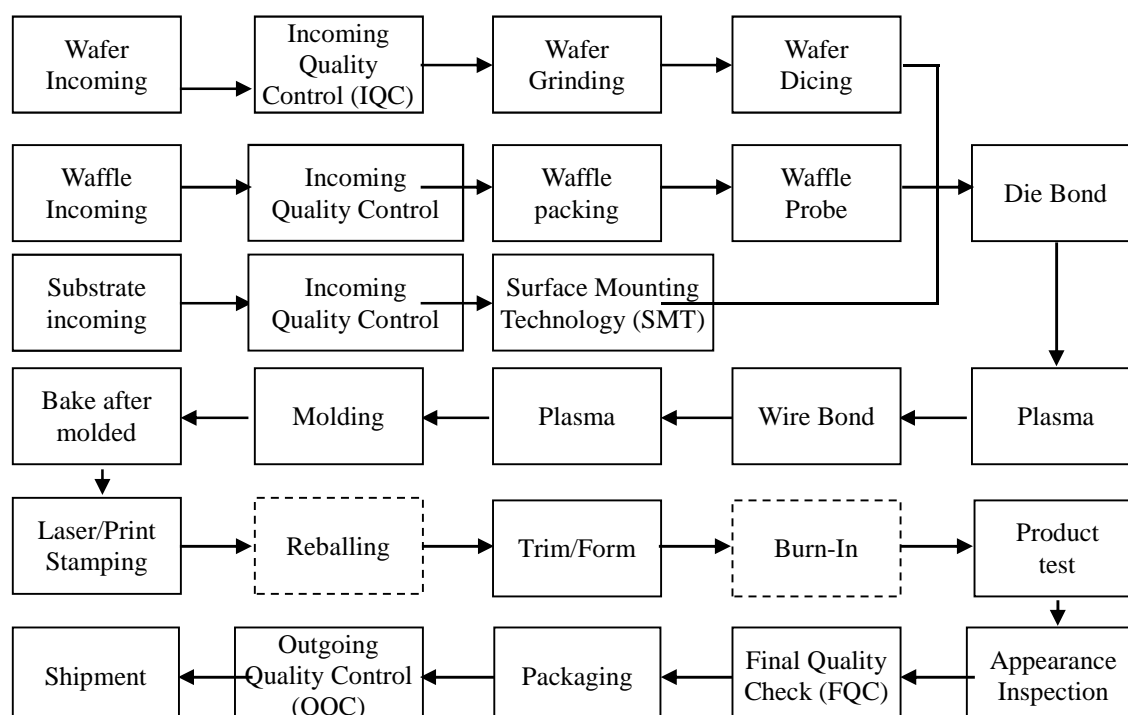 Wafer
Incoming
Incoming
Quality
Control (IQC)
Wafer
Grinding
Wafer
Dicing
Waffle
Incoming
Incoming
Quality Control
Waffle
packing
Waffle
Probe
Die Bond
Substrate
incoming
Incoming
Quality Control
Surface Mounting
Technology (SMT)
Bake after
molded
Molding
Plasma
Wire Bond
Plasma
Laser/Print
Stamping
Reballing
Trim/Form
Burn-In
Product
test
Shipment
Outgoing
Quality Control
(OQC)
Packaging
Final Quality
Check (FQC)
Appearance
Inspection